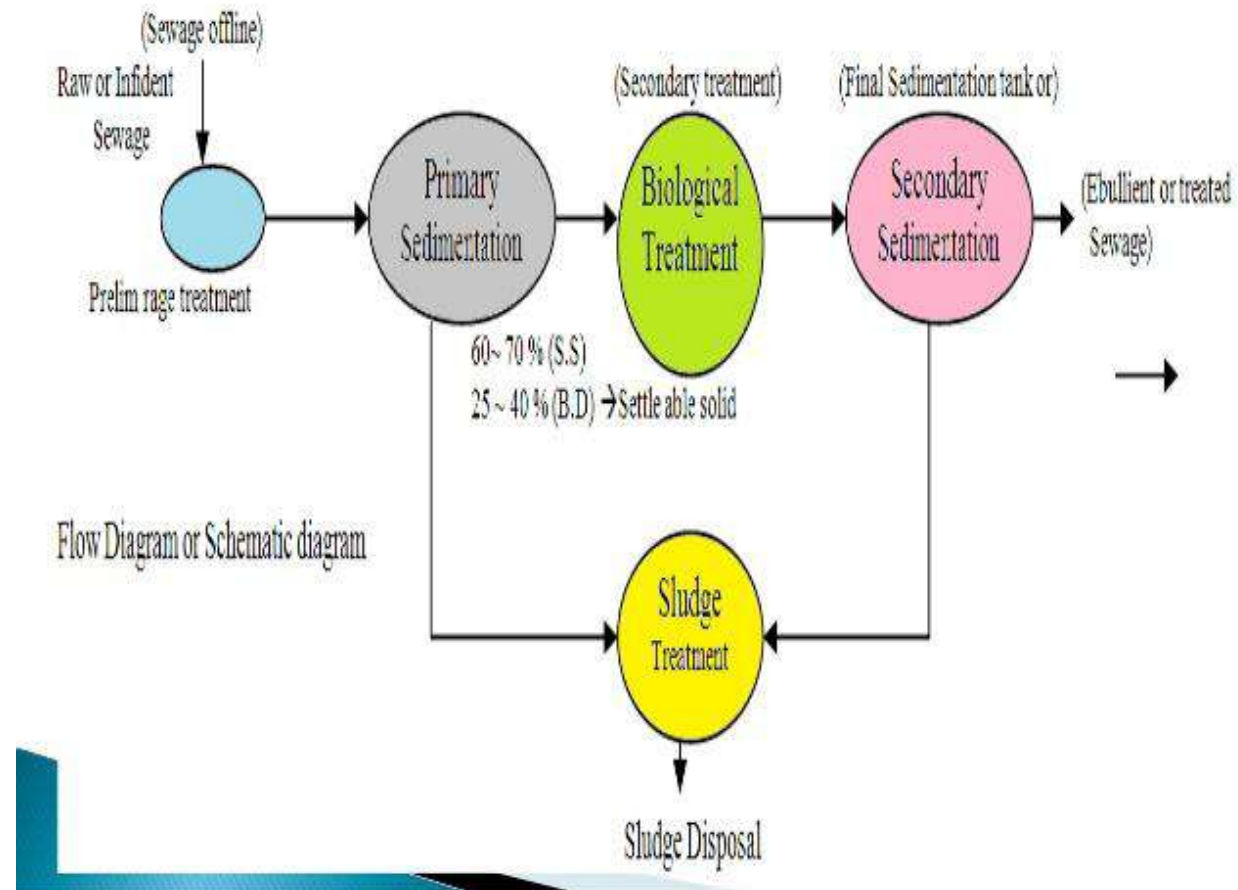 (Sewage offline)
Raw or Infident
Sewage
Prelim rage treatment
Primary
Sedimentation
(Secondary treatment)
Biological
Treatment
(Final Sedimentation tank or)
Secondary
Sedimentation
(Ebullient or treated
Sewage)
60~ 70 % (S.S)
25 ~ 40 % (B.D) →Settle able solid
Flow Diagram or Schematic diagram
Sludge
Treatment
Sludge Disposal